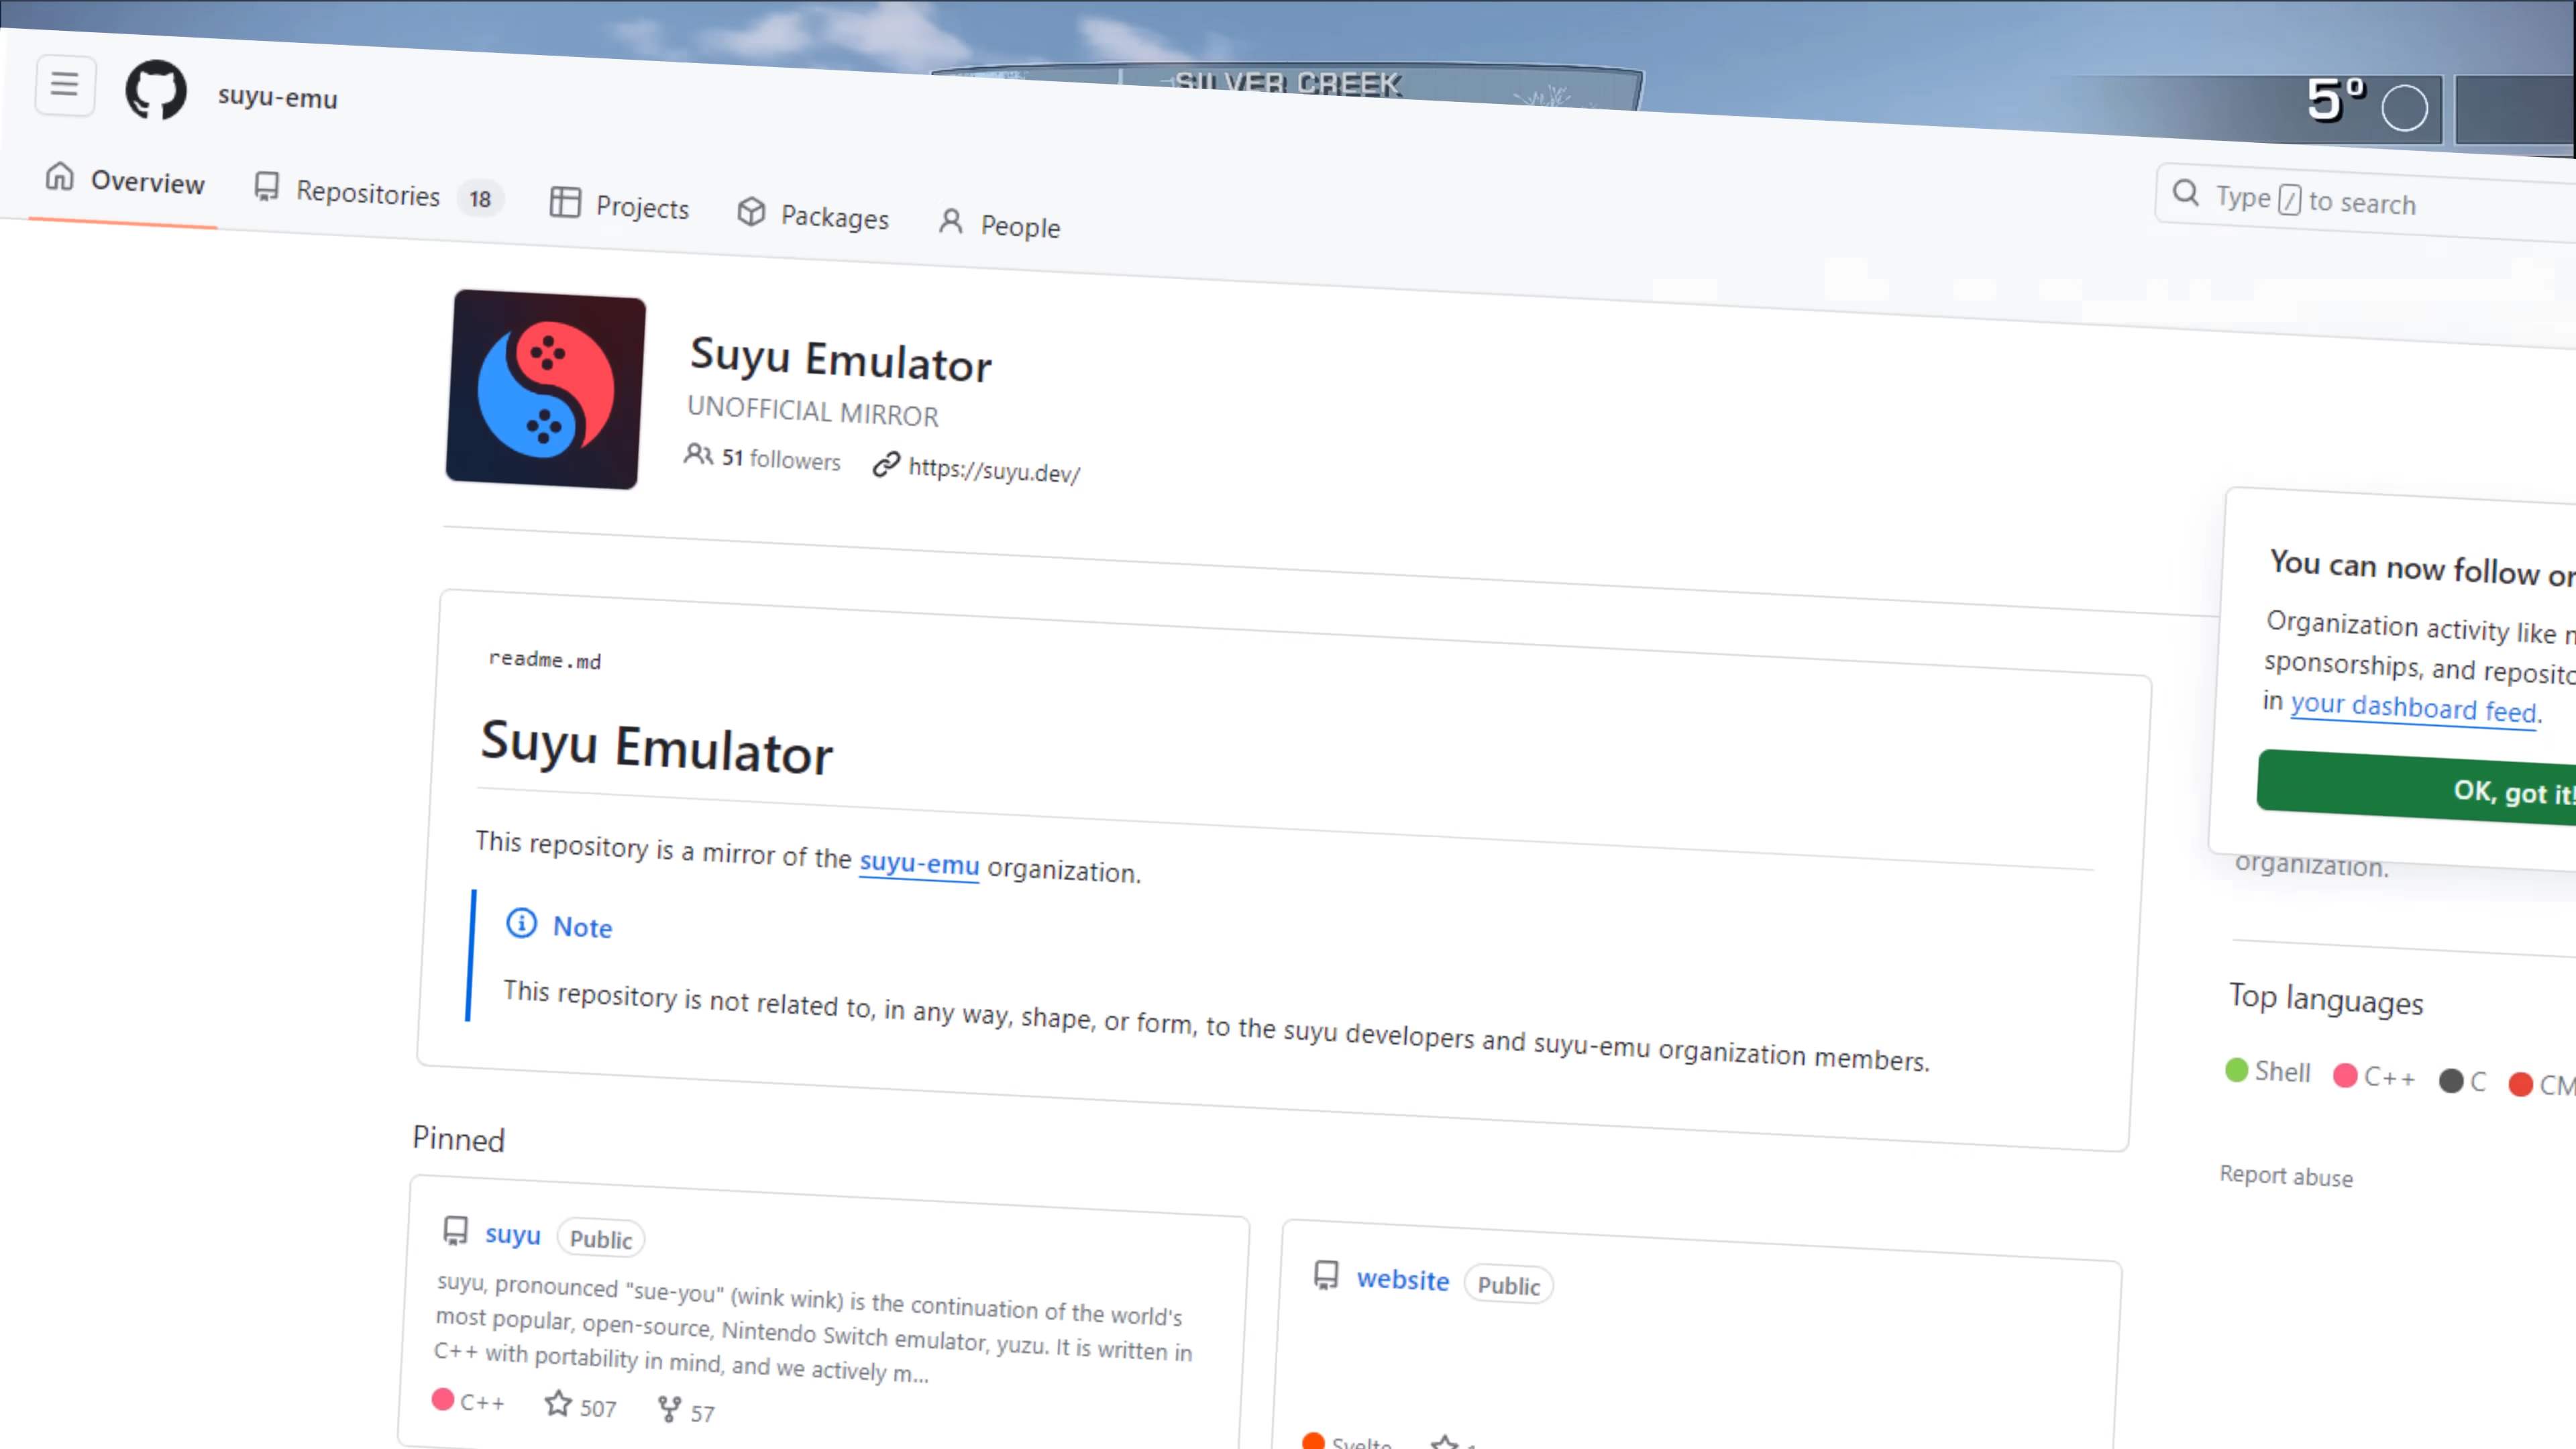 SILVER CREEK
5°
suyu-emu
Type / to search
Overview
Repositories 18
Projects
Packages
People
Suyu Emulator
UNOFFICIAL MIRROR
51 followers
https://suyu.dev/
You can now follow or
Organization activity like
sponsorships, and
in your dashboard feed.
OK, got it!
organization.
readme.md
Suyu Emulator
This repository is a mirror of the suyu-emu organization.
Note
This repository is not related to, in any way, shape, or form, to the suyu developers and suyu-emu organization members.
Top languages
Shell C++ C CM
Report abuse
Pinned
suyu Public
suyu, pronounced "sue-you" (wink wink) is the continuation of the world's
most popular, open-source, Nintendo Switch emulator, yuzu. It is written in
C++ with portability in mind, and we actively m...
C++ 507 57
website Public
Svelte